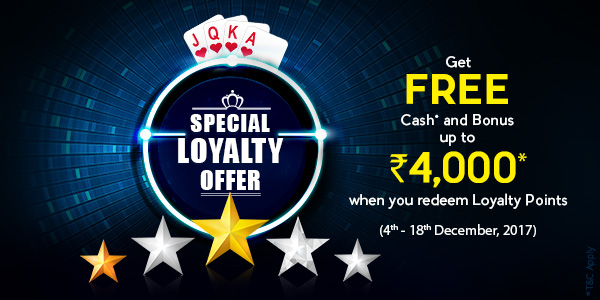 J Q K A
SPECIAL
LOYALTY
OFFER
Get
FREE
Cash* and Bonus
up to
₹4,000*
when you redeem Loyalty Points
(4th - 18th December, 2017)
*T&C Apply